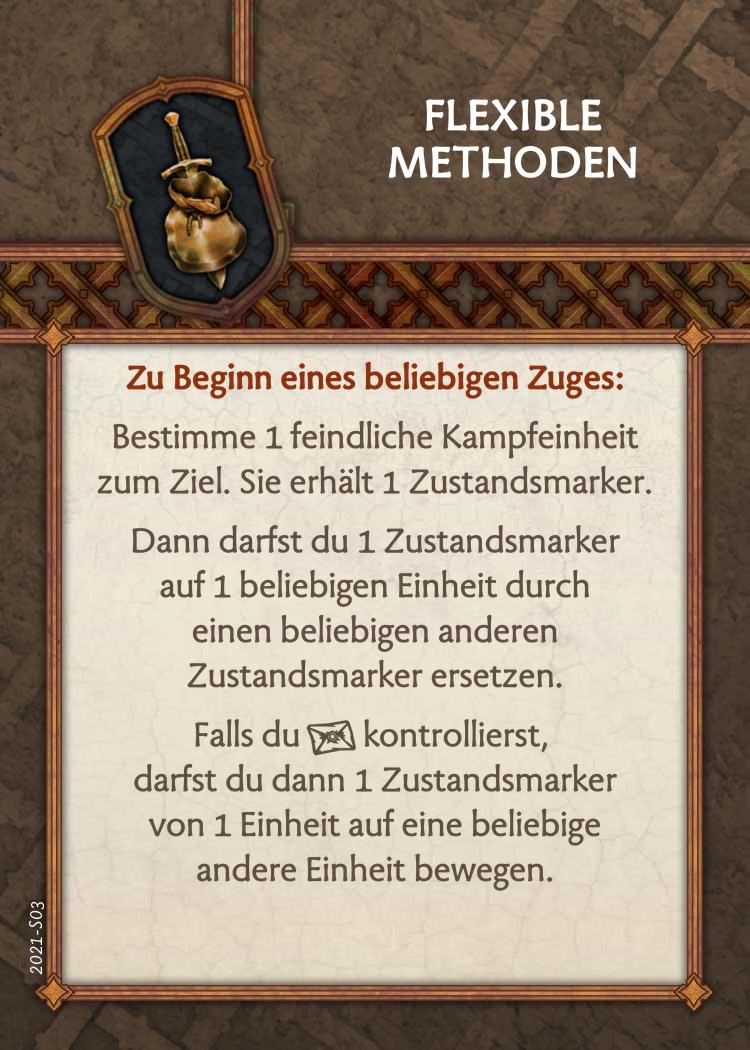 FLEXIBLE
METHODEN
Zu Beginn eines beliebigen Zuges:
Bestimme 1 feindliche Kampfeinheit
zum Ziel. Sie erhält 1 Zustandsmarker.
Dann darfst du 1 Zustandsmarker
auf 1 beliebigen Einheit durch
einen beliebigen anderen
Zustandsmarker ersetzen.
Falls du kontrollierst,
darfst du dann 1 Zustandsmarker
von 1 Einheit auf eine beliebige
andere Einheit bewegen.
2021-S03